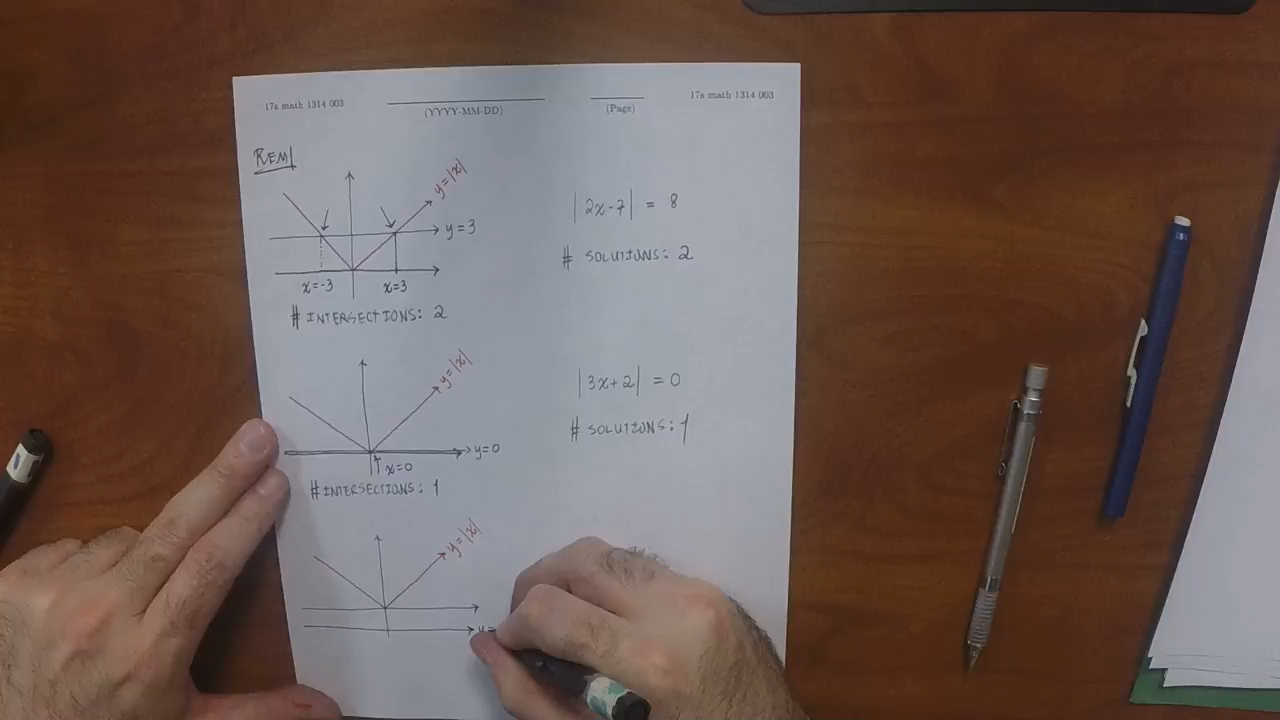 17s math 1314 003
(YYYY-MM-DD)
(Page)
17s math 1314 003
REM
y=|x|
y=3
x=-3
x=3
# INTERSECTIONS: 2
|2x-7| = 8
# SOLUTIONS: 2
y=|x|
y=0
x=0
# INTERSECTIONS: 1
|3x+2| = 0
# SOLUTIONS: 1
y=|x|
y=